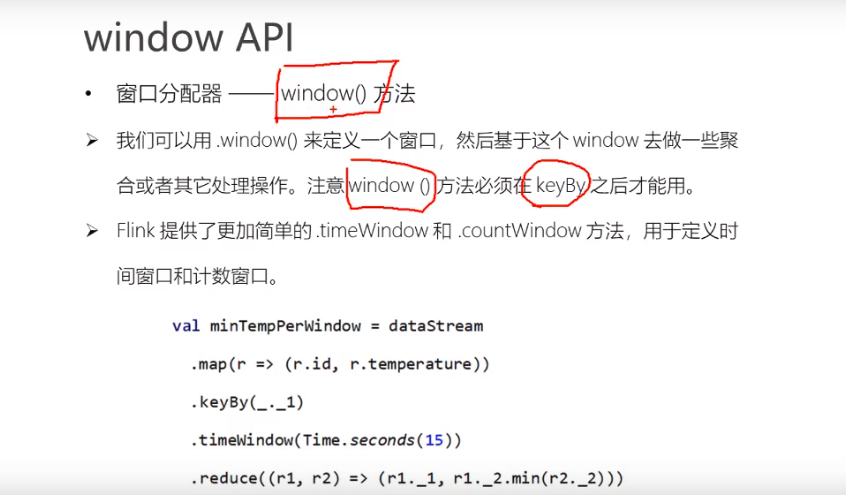 window API
• 窗口分配器 —— window() 方法
➢ 我们可以用 .window() 来定义一个窗口，然后基于这个 window 去做一些聚
合或者其它处理操作。注意 window () 方法必须在 keyBy 之后才能用。
➢ Flink 提供了更加简单的 .timeWindow 和 .countWindow 方法，用于定义时
间窗口和计数窗口。
val minTempPerWindow = dataStream
.map(r => (r.id, r.temperature))
.keyBy(_._1)
.timeWindow(Time.seconds(15))
.reduce((r1, r2) => (r1._1, r1._2.min(r2._2)))